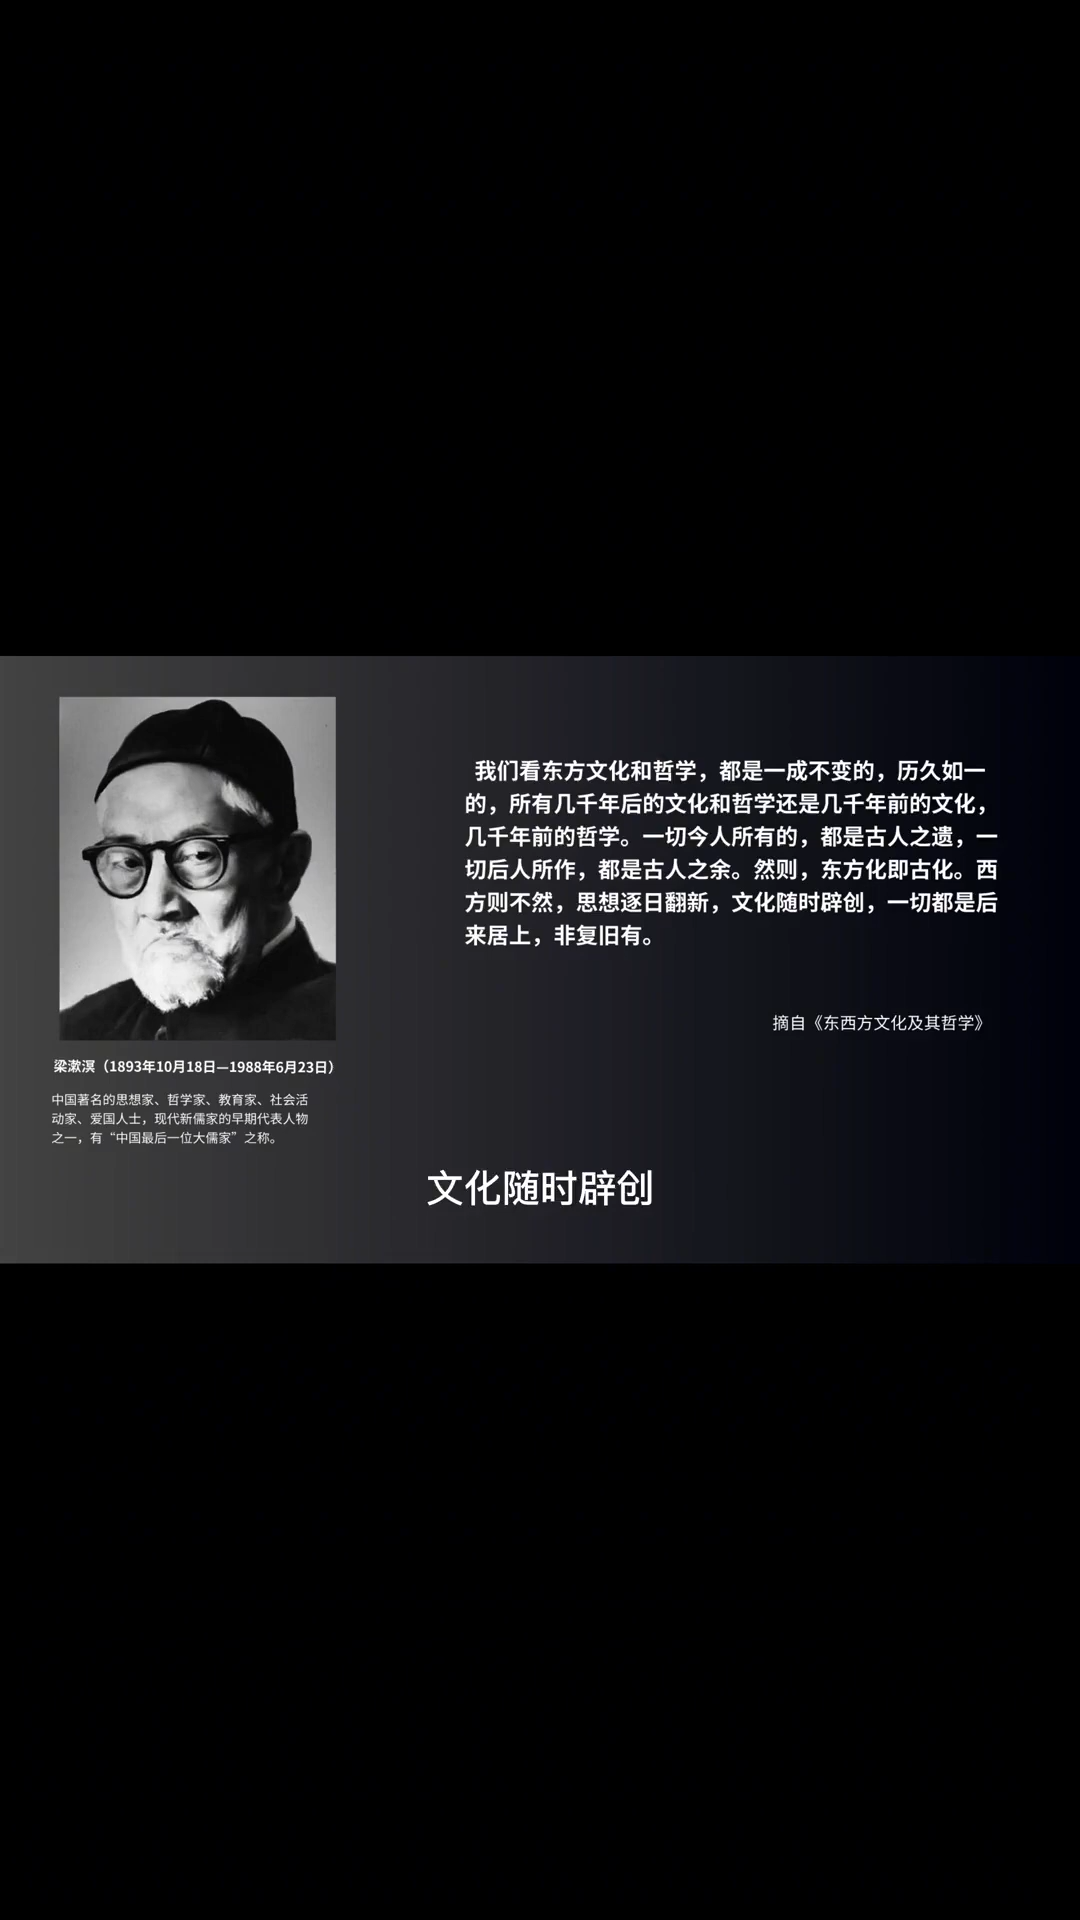 我们看东方文化和哲学，都是一成不变的，历久如一
的，所有几千年后的文化和哲学还是几千年前的文化，
几千年前的哲学。一切今人所有的，都是古人之遗，一
切后人所作，都是古人之余。然则，东方化即古化。西
方则不然，思想逐日翻新，文化随时辟创，一切都是后
来居上，非复旧有。
摘自《东西方文化及其哲学》
梁漱溟（1893年10月18日—1988年6月23日）
中国著名的思想家、哲学家、教育家、社会活
动家、爱国人士，现代新儒家的早期代表人物
之一，有“中国最后一位大儒家”之称。
文化随时辟创